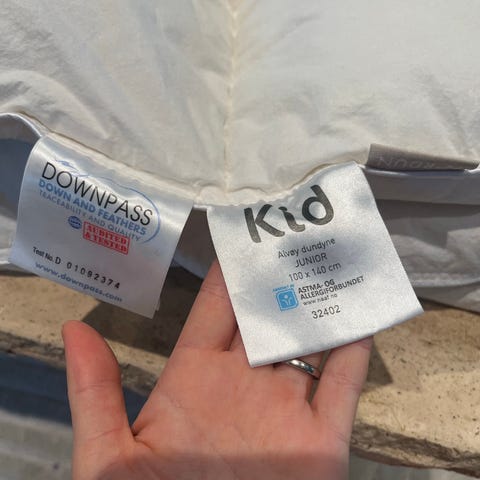 DOWNPASS
DOWN AND FEATHERS
TRACEABILITY AND QUALITY
AUDITED
& TESTED
Test No. D 01092374
www.downpass.com
Kid
Alvøy dundyne
JUNIOR
100 x 140 cm
ASTMA- OG
ALLERGIFORBUNDET
www.naaf.no
32402